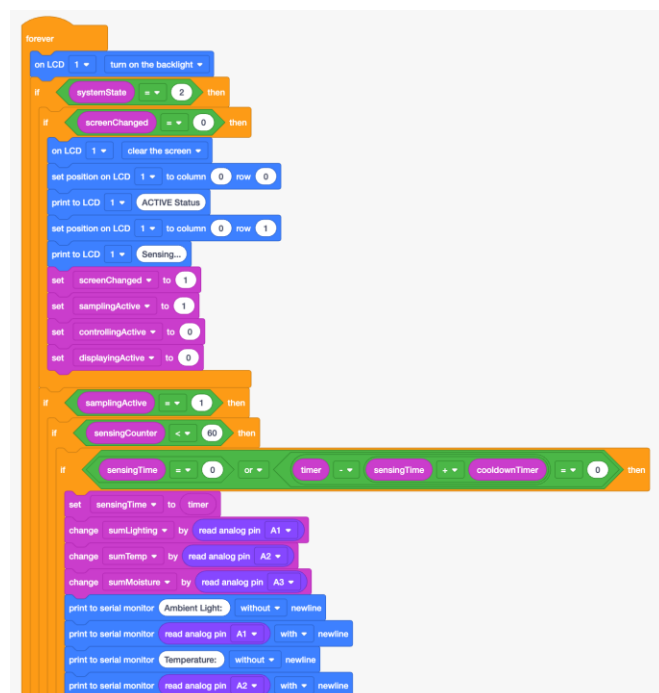 forever
on LCD 1 turn on the backlight
if systemState = 2 then
if screenChanged = 0 then
on LCD 1 clear the screen
set position on LCD 1 to column 0 row 0
print to LCD 1 ACTIVE Status
set position on LCD 1 to column 0 row 1
print to LCD 1 Sensing...
set screenChanged to 1
set samplingActive to 1
set controllingActive to 0
set displayingActive to 0
if samplingActive = 1 then
if sensingCounter < 60 then
if sensingTime = 0 or timer - sensingTime + cooldownTimer = 0 then
set sensingTime to timer
change sumLighting by read analog pin A1
change sumTemp by read analog pin A2
change sumMoisture by read analog pin A3
print to serial monitor Ambient Light: without newline
print to serial monitor read analog pin A1 with newline
print to serial monitor Temperature: without newline
print to serial monitor read analog pin A2 with newline